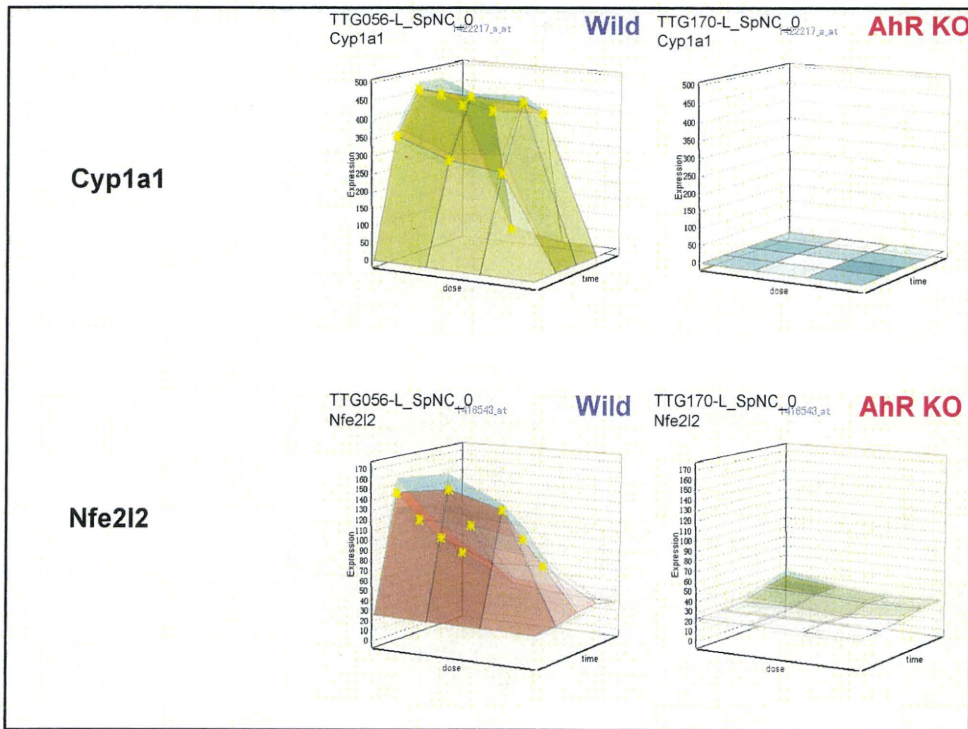 TTG056-L_SpNC_0
1422217_a_at
Cyp1a1
Wild
TTG170-L_SpNC_0
1422217_a_at
Cyp1a1
AhR KO
Cyp1a1
500
450
400
350
300
250
200
150
100
50
0
Expression
dose
time
500
450
400
350
300
250
200
150
100
50
0
Expression
dose
time
TTG056-L_SpNC_0
1416543_at
Nfe2l2
Wild
TTG170-L_SpNC_0
1416543_at
Nfe2l2
AhR KO
Nfe2l2
170
160
150
140
130
120
110
100
90
80
70
60
50
40
30
20
10
0
Expression
dose
time
170
160
150
140
130
120
110
100
90
80
70
60
50
40
30
20
10
0
Expression
dose
time